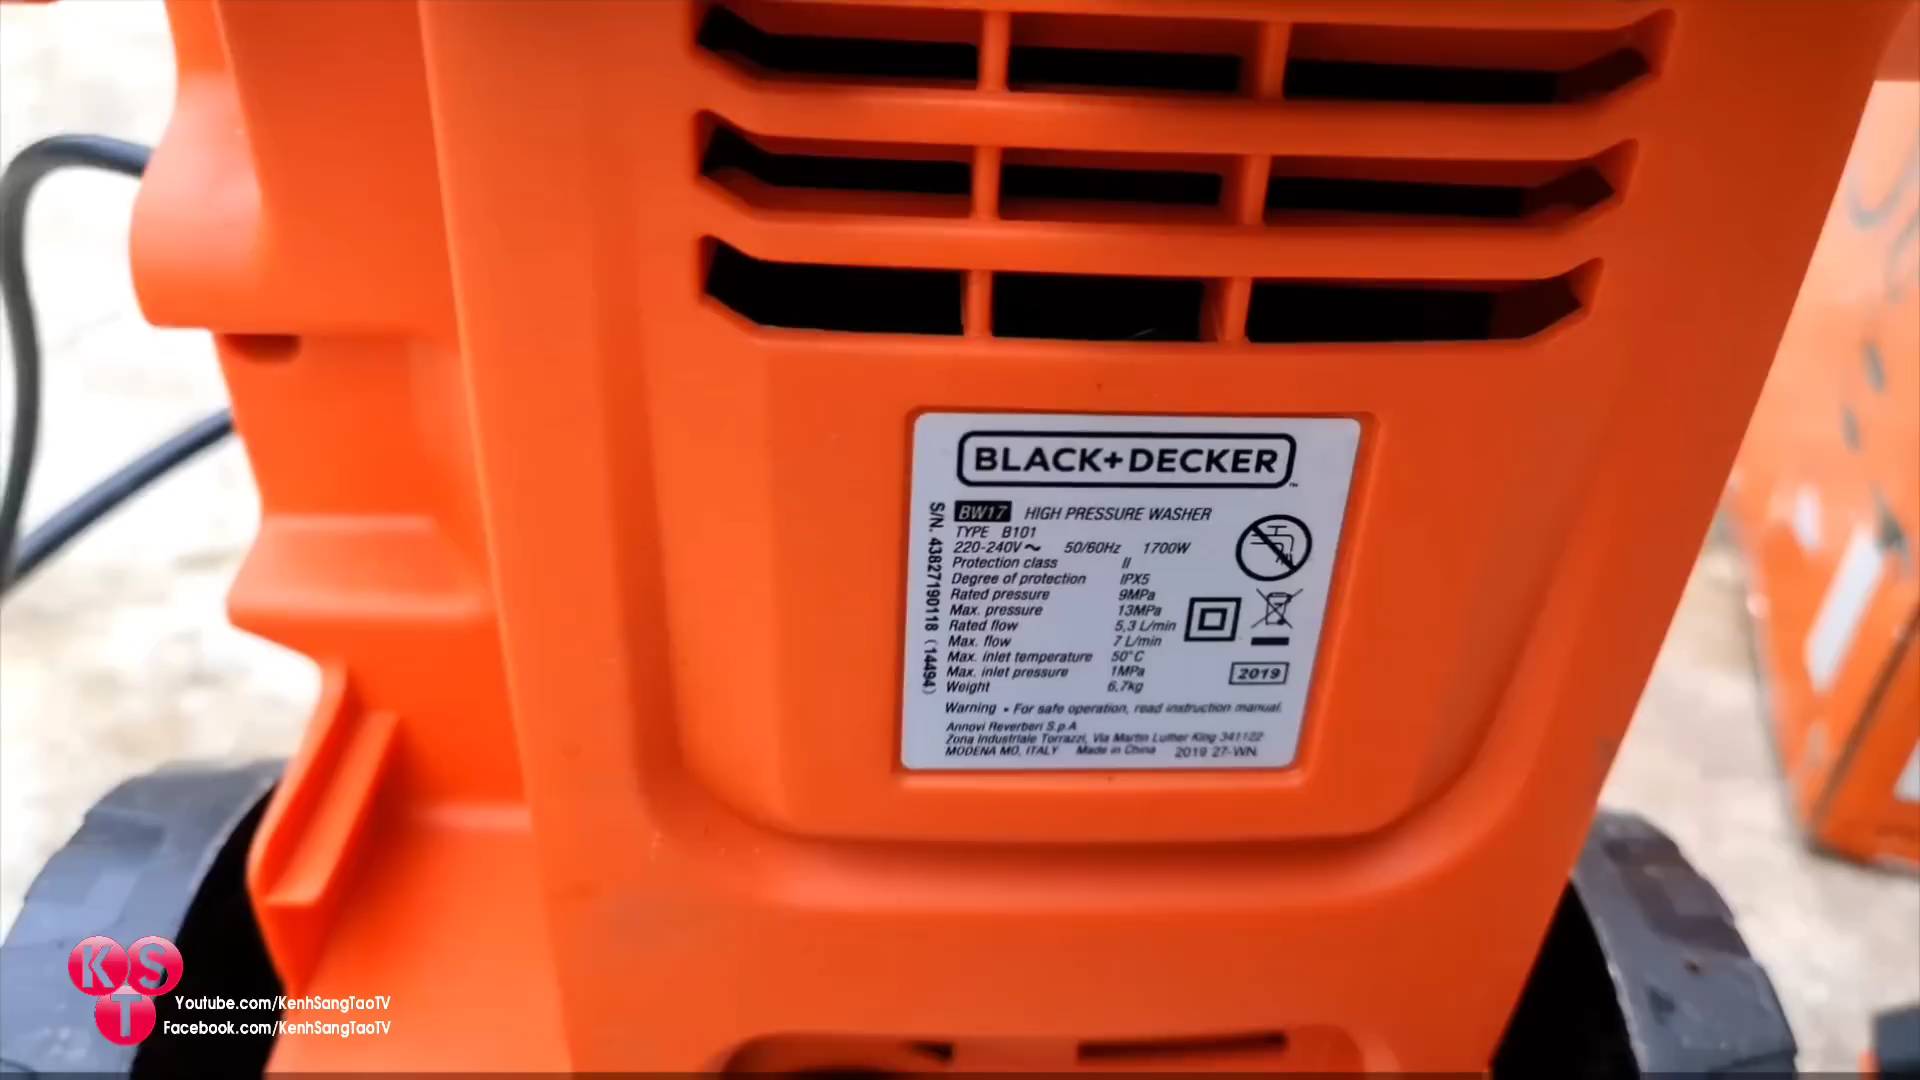 BLACK+DECKER™
BW17 HIGH PRESSURE WASHER
TYPE B101
220-240V~ 50/60Hz 1700W
Protection class II
Degree of protection IPX5
Rated pressure 9MPa
Max. pressure 13MPa
Rated flow 5,3 L/min
Max. flow 7 L/min
Max. inlet temperature 50°C
Max. inlet pressure 1MPa
Weight 6,7kg
2019
S/N. 43827190118 (14494)
Warning • For safe operation, read instruction manual.
Annovi Reverberi S.p.A
Zona Industriale Torrazzi, Via Martin Luther King 341122
MODENA MO, ITALY Made in China 2019 27-WN
KST
Youtube.com/KenhSangTaoTV
Facebook.com/KenhSangTaoTV